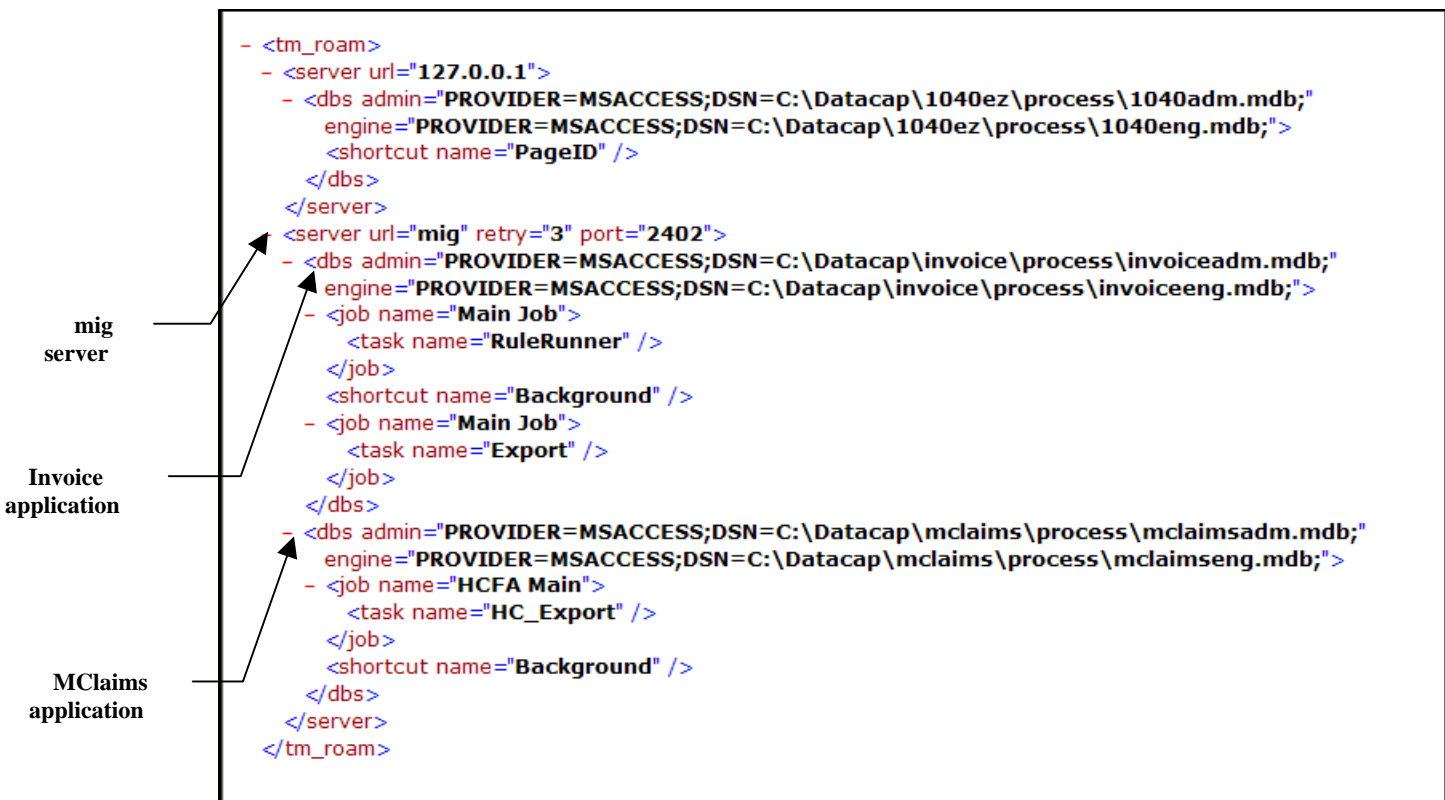 - <tm_roam>
- <server url="127.0.0.1">
- <dbs admin="PROVIDER=MSACCESS;DSN=C:\Datacap\1040ez\process\1040adm.mdb;"
engine="PROVIDER=MSACCESS;DSN=C:\Datacap\1040ez\process\1040eng.mdb;">
<shortcut name="PageID" />
</dbs>
</server>
- <server url="mig" retry="3" port="2402">
- <dbs admin="PROVIDER=MSACCESS;DSN=C:\Datacap\invoice\process\invoiceadm.mdb;"
engine="PROVIDER=MSACCESS;DSN=C:\Datacap\invoice\process\invoiceeng.mdb;">
- <job name="Main Job">
<task name="RuleRunner" />
</job>
<shortcut name="Background" />
- <job name="Main Job">
<task name="Export" />
</job>
</dbs>
- <dbs admin="PROVIDER=MSACCESS;DSN=C:\Datacap\mclaims\process\mclaimsadm.mdb;"
engine="PROVIDER=MSACCESS;DSN=C:\Datacap\mclaims\process\mclaimseng.mdb;">
- <job name="HCFA Main">
<task name="HC_Export" />
</job>
<shortcut name="Background" />
</dbs>
</server>
</tm_roam>
mig
server
Invoice
application
MClaims
application